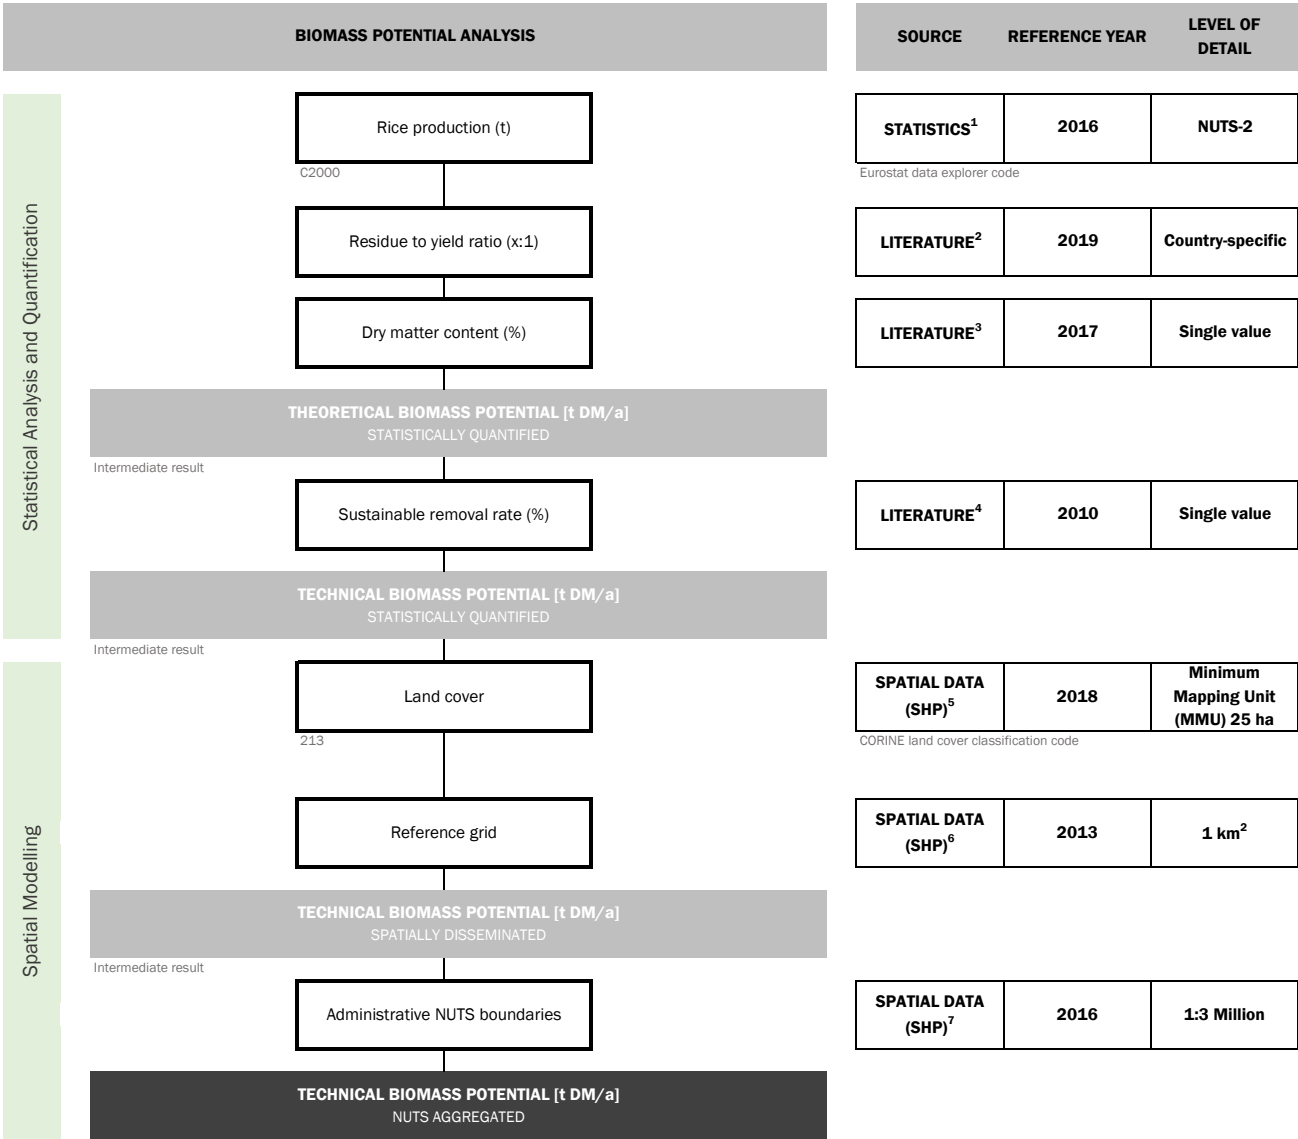 BIOMASS POTENTIAL ANALYSIS
SOURCE
REFERENCE YEAR
LEVEL OF
DETAIL
Statistical Analysis and Quantification
Rice production (t)
STATISTICS¹
2016
NUTS-2
C2000
Eurostat data explorer code
Residue to yield ratio (x:1)
LITERATURE²
2019
Country-specific
Dry matter content (%)
LITERATURE³
2017
Single value
THEORETICAL BIOMASS POTENTIAL [t DM/a]
STATISTICALLY QUANTIFIED
Intermediate result
Sustainable removal rate (%)
LITERATURE⁴
2010
Single value
TECHNICAL BIOMASS POTENTIAL [t DM/a]
STATISTICALLY QUANTIFIED
Intermediate result
Spatial Modelling
Land cover
SPATIAL DATA
(SHP)⁵
2018
Minimum
Mapping Unit
(MMU) 25 ha
213
CORINE land cover classification code
Reference grid
SPATIAL DATA
(SHP)⁶
2013
1 km²
TECHNICAL BIOMASS POTENTIAL [t DM/a]
SPATIALLY DISSEMINATED
Intermediate result
Administrative NUTS boundaries
SPATIAL DATA
(SHP)⁷
2016
1:3 Million
TECHNICAL BIOMASS POTENTIAL [t DM/a]
NUTS AGGREGATED